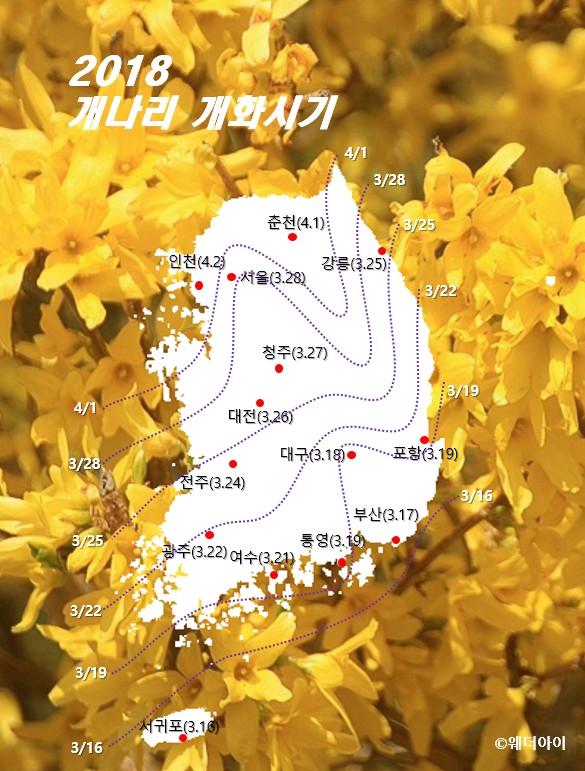 2018
개나리 개화시기
4/1
3/28
3/25
춘천(4.1)
인천(4.2)
강릉(3.25)
서울(3.28)
3/22
청주(3.27)
3/19
4/1
대전(3.26)
대구(3.18)
포항(3.19)
3/28
전주(3.24)
3/16
부산(3.17)
3/25
통영(3.19)
광주(3.22)
여수(3.21)
3/22
3/19
서귀포(3.16)
3/16
©웨더아이